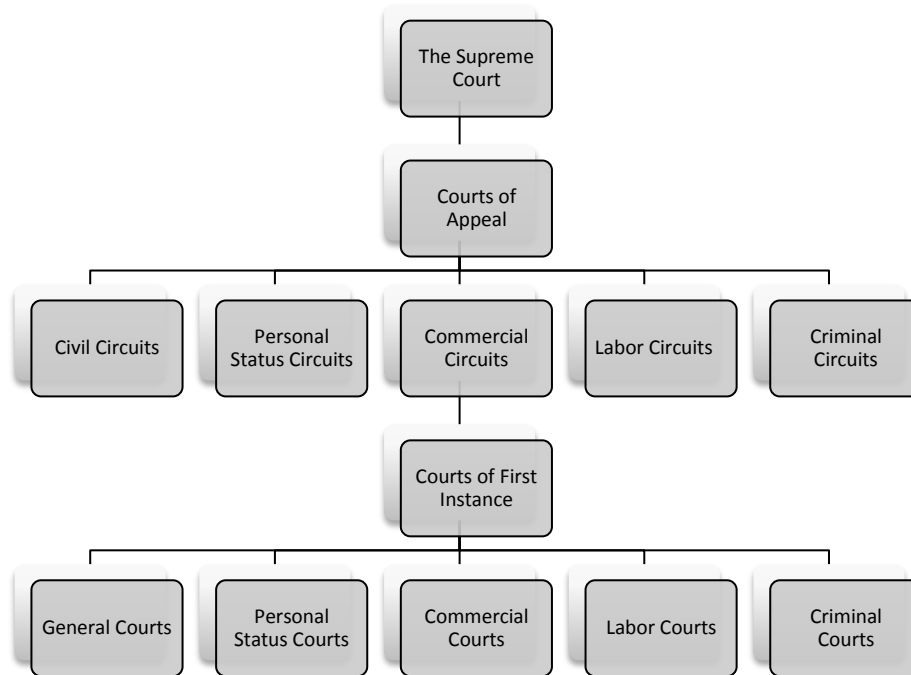 The Supreme
Court
Courts of
Appeal
Civil Circuits
Personal
Status Circuits
Commercial
Circuits
Labor Circuits
Criminal
Circuits
Courts of First
Instance
General Courts
Personal
Status Courts
Commercial
Courts
Labor Courts
Criminal
Courts